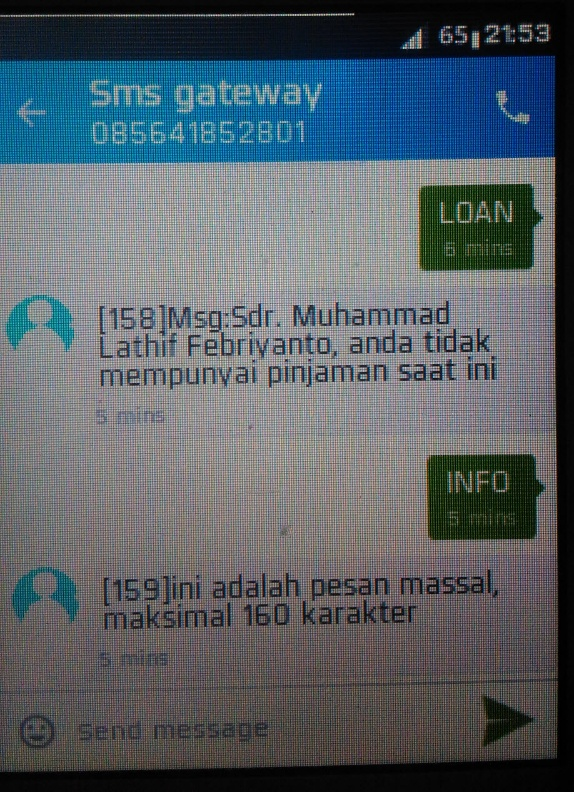 65 21:53
Sms gateway
085641852801
LOAN
6 mins
[158]Msg:Sdr. Muhammad
Lathif Febriyanto, anda tidak
mempunyai pinjaman saat ini
5 mins
INFO
5 mins
[159]ini adalah pesan massal,
maksimal 160 karakter
5 mins
Send message